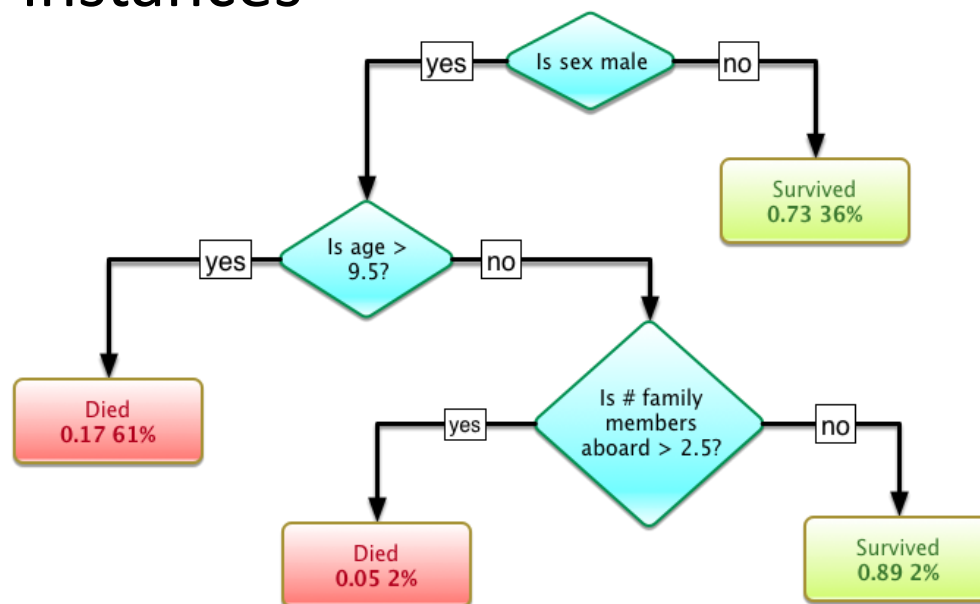 instances
yes
Is sex male
no
Survived
0.73 36%
yes
Is age >
9.5?
no
Died
0.17 61%
yes
Is # family
members
aboard > 2.5?
no
Died
0.05 2%
Survived
0.89 2%